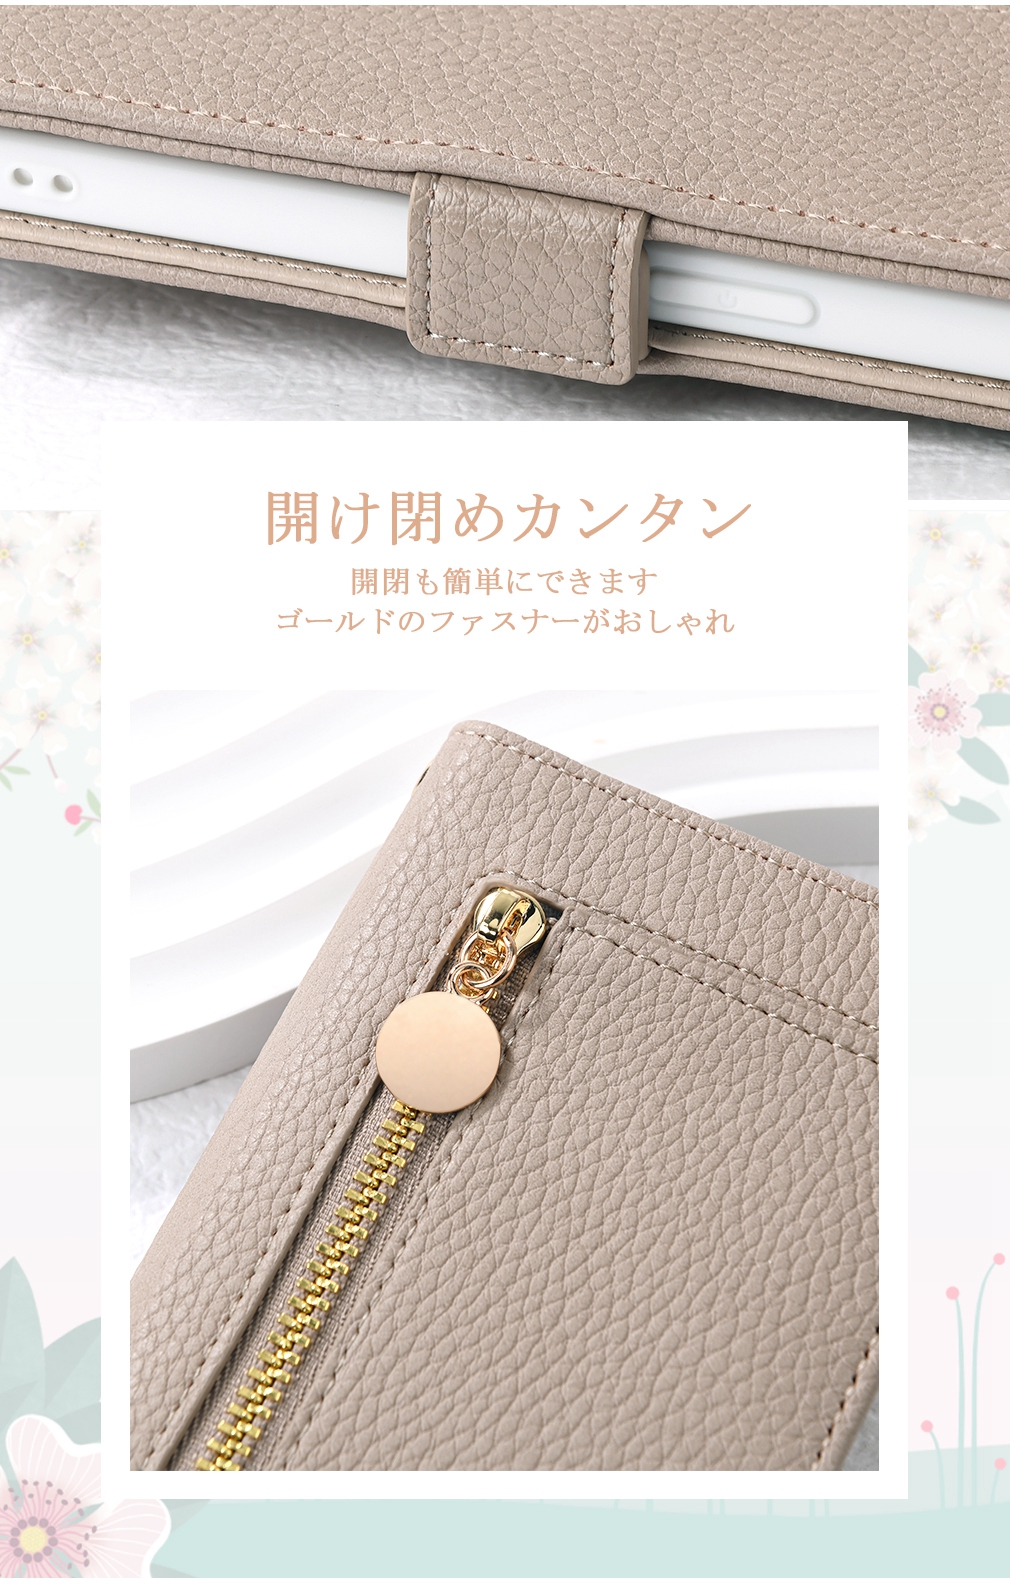 開け閉めカンタン
開閉も簡単にできます
ゴールドのファスナーがおしゃれ